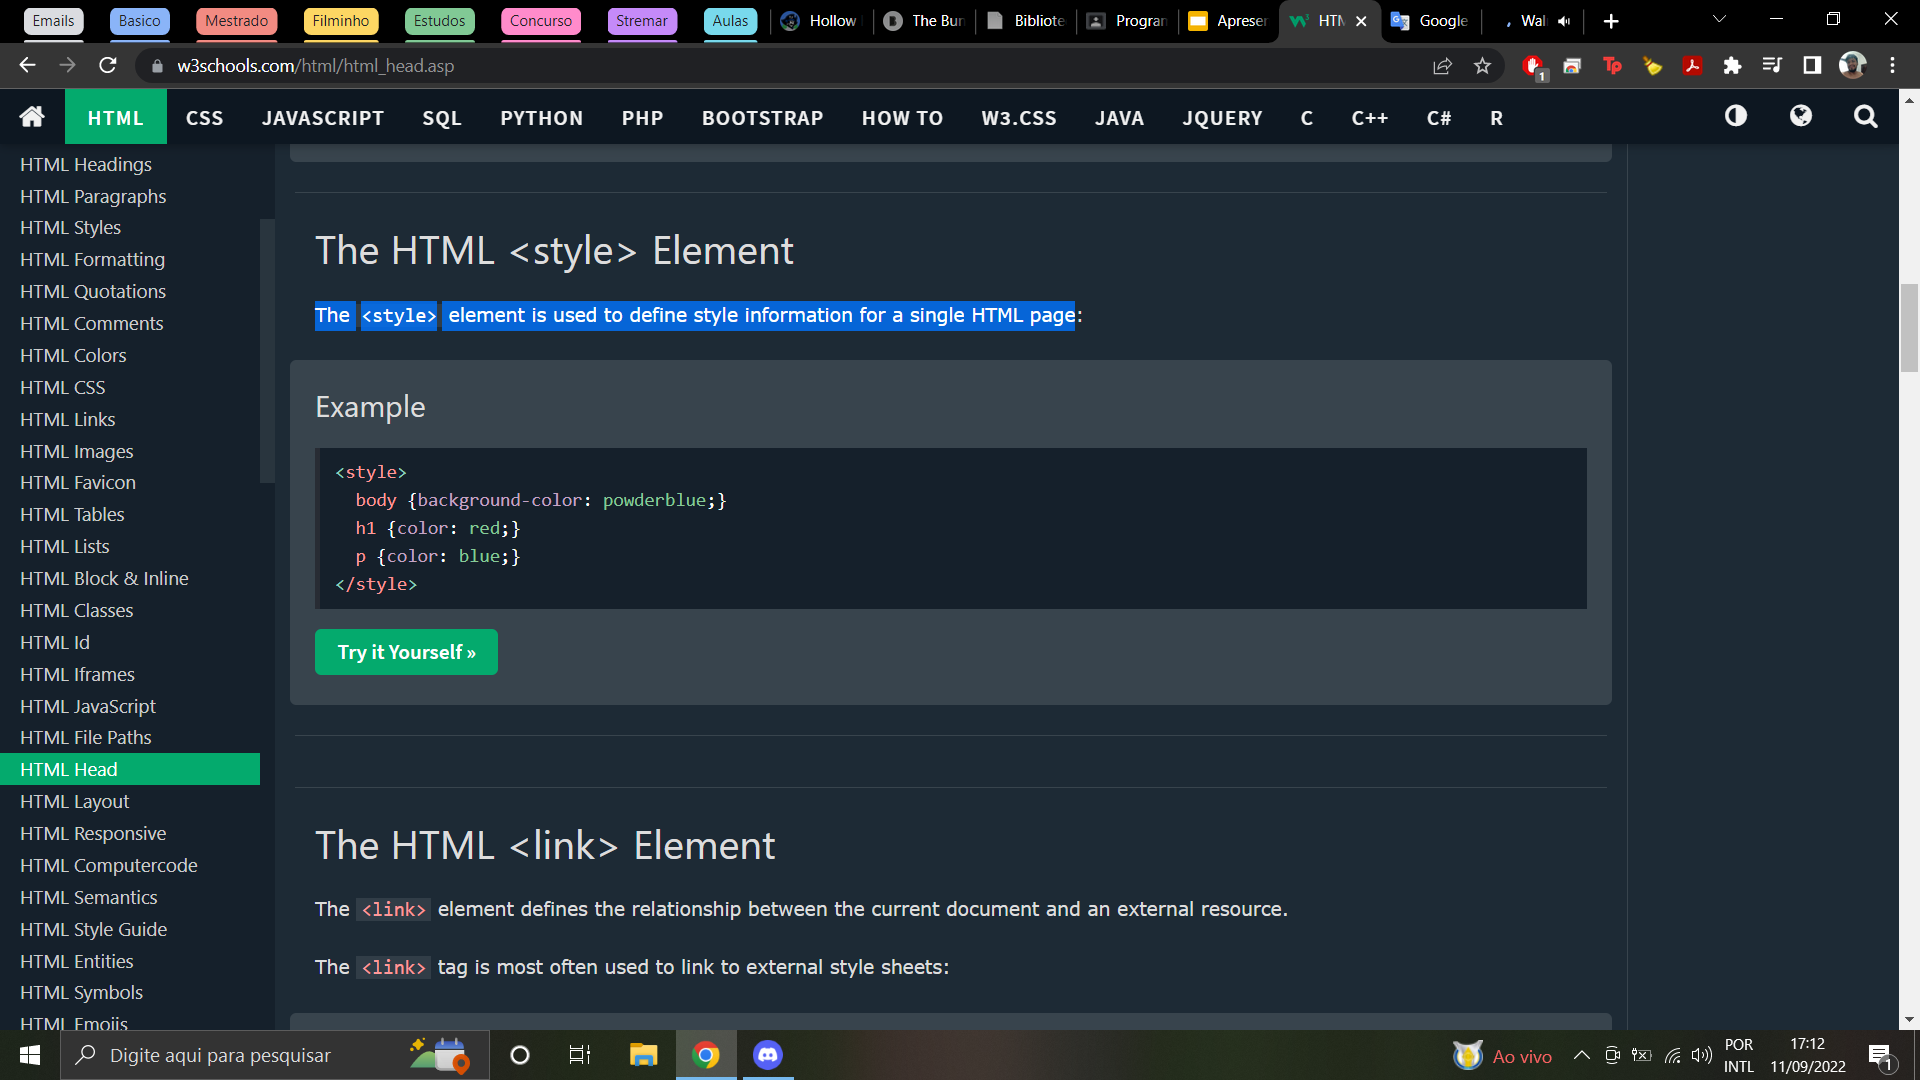 Emails
Basico
Mestrado
Filminho
Estudos
Concurso
Stremar
Aulas
Hollow
The Bun
Bibliote
Program
Apresen
HTM
Google
Wal
w3schools.com/html/html_head.asp
1
HTML
CSS
JAVASCRIPT
SQL
PYTHON
PHP
BOOTSTRAP
HOW TO
W3.CSS
JAVA
JQUERY
C
C++
C#
R
HTML Headings
HTML Paragraphs
HTML Styles
HTML Formatting
HTML Quotations
HTML Comments
HTML Colors
HTML CSS
HTML Links
HTML Images
HTML Favicon
HTML Tables
HTML Lists
HTML Block & Inline
HTML Classes
HTML Id
HTML Iframes
HTML JavaScript
HTML File Paths
HTML Head
HTML Layout
HTML Responsive
HTML Computercode
HTML Semantics
HTML Style Guide
HTML Entities
HTML Symbols
HTML Emojis
The HTML <style> Element
The <style> element is used to define style information for a single HTML page:
Example
<style>
body {background-color: powderblue;}
h1 {color: red;}
p {color: blue;}
</style>
Try it Yourself »
The HTML <link> Element
The <link> element defines the relationship between the current document and an external resource.
The <link> tag is most often used to link to external style sheets:
Digite aqui para pesquisar
Ao vivo
POR
INTL
17:12
11/09/2022
1